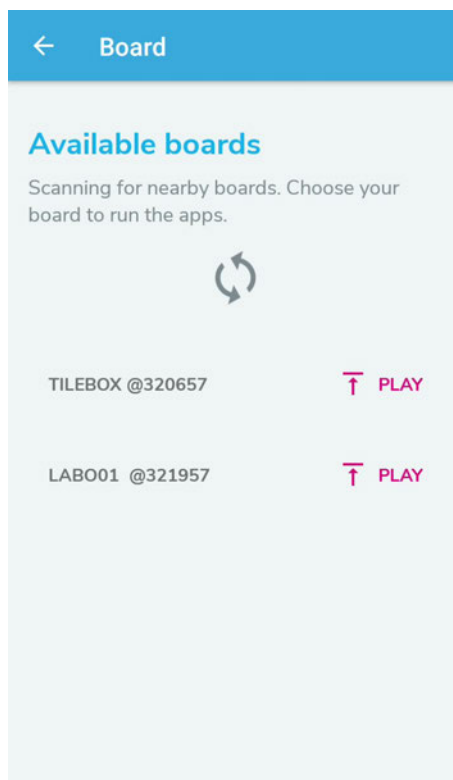 Board
Available boards
Scanning for nearby boards. Choose your
board to run the apps.
TILEBOX @320657 PLAY
LABO01 @321957 PLAY